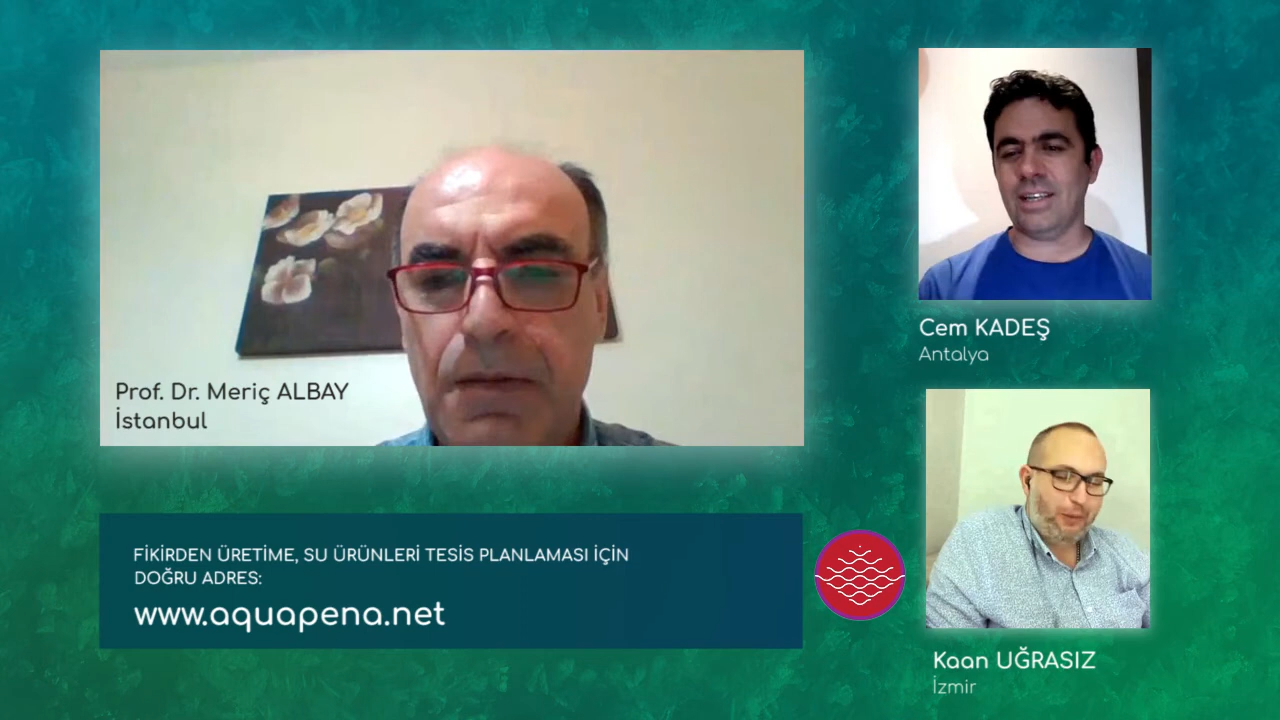 Prof. Dr. Meriç ALBAY
İstanbul
Cem KADEŞ
Antalya
FİKİRDEN ÜRETİME, SU ÜRÜNLERİ TESİS PLANLAMASI İÇİN
DOĞRU ADRES:
www.aquapena.net
Kaan UĞRASIZ
İzmir